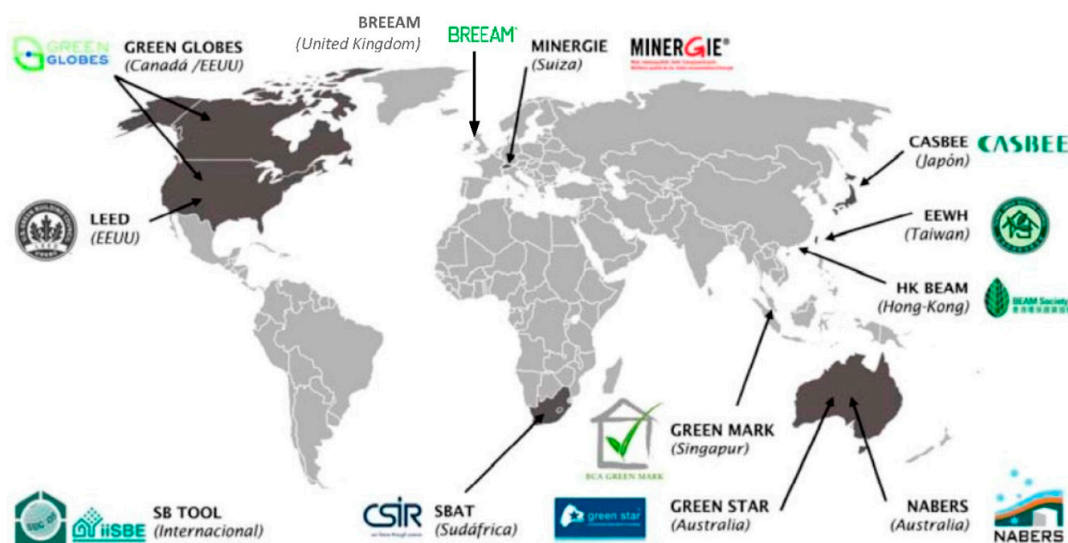 GREEN
GLOBES
GREEN GLOBES
(Canadá /EEUU)
BREEAM
(United Kingdom)
BREEAM®
MINERGIE
(Suiza)
MINERGIE®
CASBEE
(Japón)
CASBEE
LEED
(EEUU)
EEWH
(Taiwan)
HK BEAM
(Hong-Kong)
BEAM Society
GREEN MARK
(Singapur)
BCA GREEN MARK
SB TOOL
(Internacional)
iiSBE
CSIR
SBAT
(Sudáfrica)
green star
GREEN STAR
(Australia)
NABERS
(Australia)
NABERS